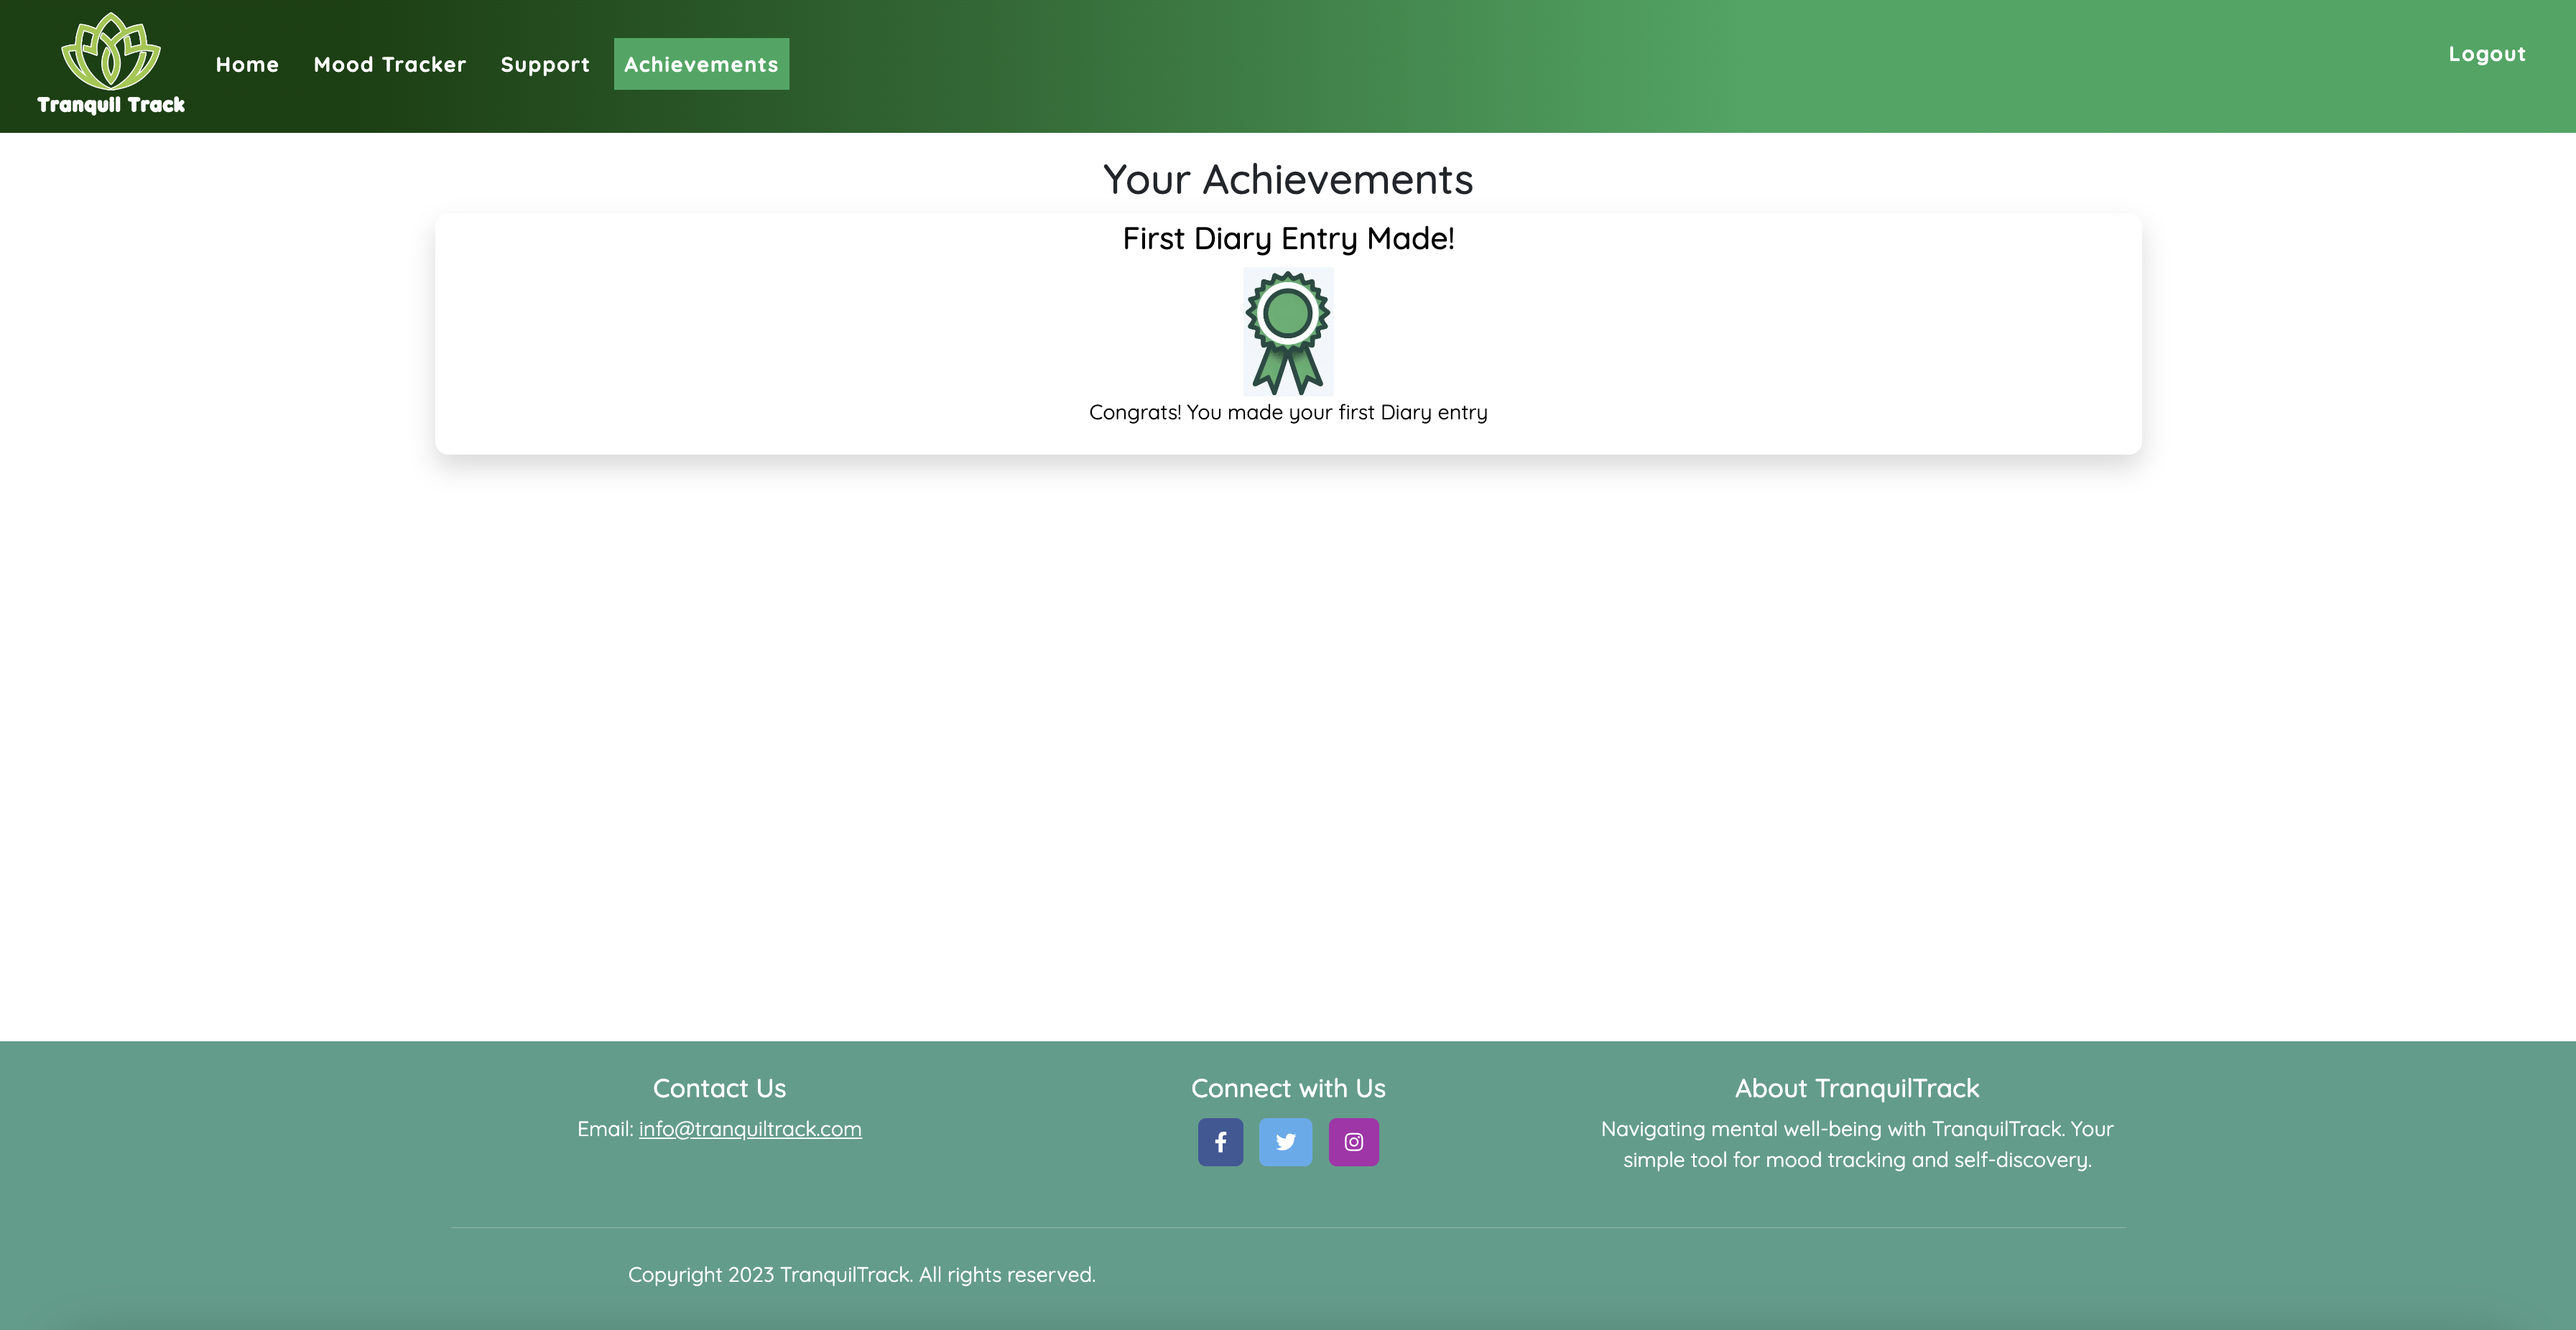 Tranquil Track
Home
Mood Tracker
Support
Achievements
Logout
Your Achievements
First Diary Entry Made!
Congrats! You made your first Diary entry
Contact Us
Email: info@tranquiltrack.com
Connect with Us
About TranquilTrack
Navigating mental well-being with TranquilTrack. Your
simple tool for mood tracking and self-discovery.
Copyright 2023 TranquilTrack. All rights reserved.